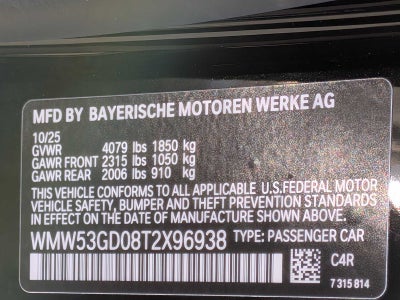 MFD BY BAYERISCHE MOTOREN WERKE AG
10/25
GVWR 4079 lbs 1850 kg
GAWR FRONT 2315 lbs 1050 kg
GAWR REAR 2006 lbs 910 kg
THIS VEHICLE CONFORMS TO ALL APPLICABLE U.S.FEDERAL MOTOR
VEHICLE SAFETY, BUMPER, AND THEFT PREVENTION STANDARDS
IN EFFECT ON THE DATE OF MANUFACTURE SHOWN ABOVE.
WMW53GD08T2X96938 TYPE: PASSENGER CAR
C4R
7 315 814